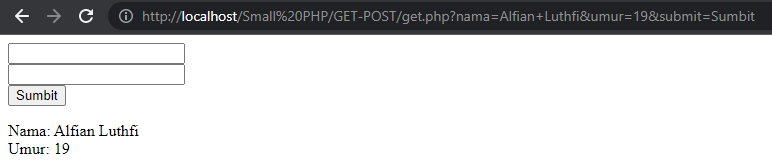 http://localhost/Small%20PHP/GET-POST/get.php?nama=Alfian+Luthfi&umur=19&submit=Sumbit
Sumbit
Nama: Alfian Luthfi
Umur: 19